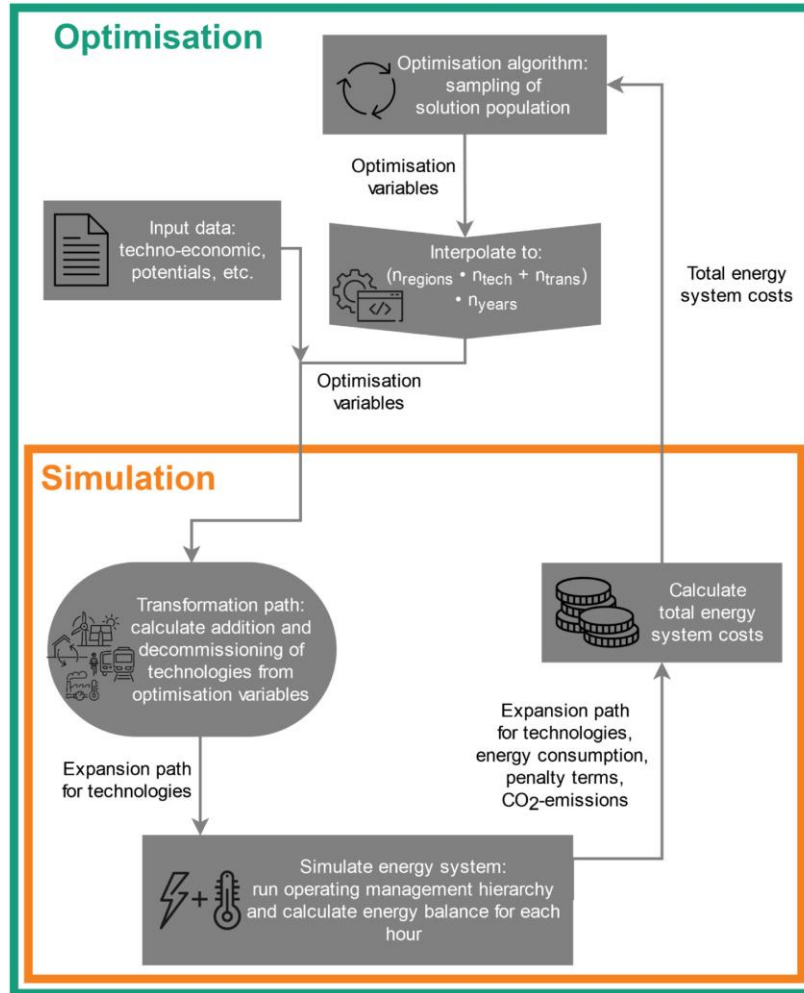 Optimisation
Optimisation algorithm:
sampling of
solution population
Optimisation
variables
Input data:
techno-economic,
potentials, etc.
Interpolate to:
(nregions • ntech + ntrans)
• nyears
Total energy
system costs
Optimisation
variables
Simulation
Transformation path:
calculate addition and
decommissioning of
technologies from
optimisation variables
Calculate
total energy
system costs
Expansion path
for technologies
Expansion path
for technologies,
energy consumption,
penalty terms,
CO2-emissions
Simulate energy system:
run operating management hierarchy
and calculate energy balance for each
hour